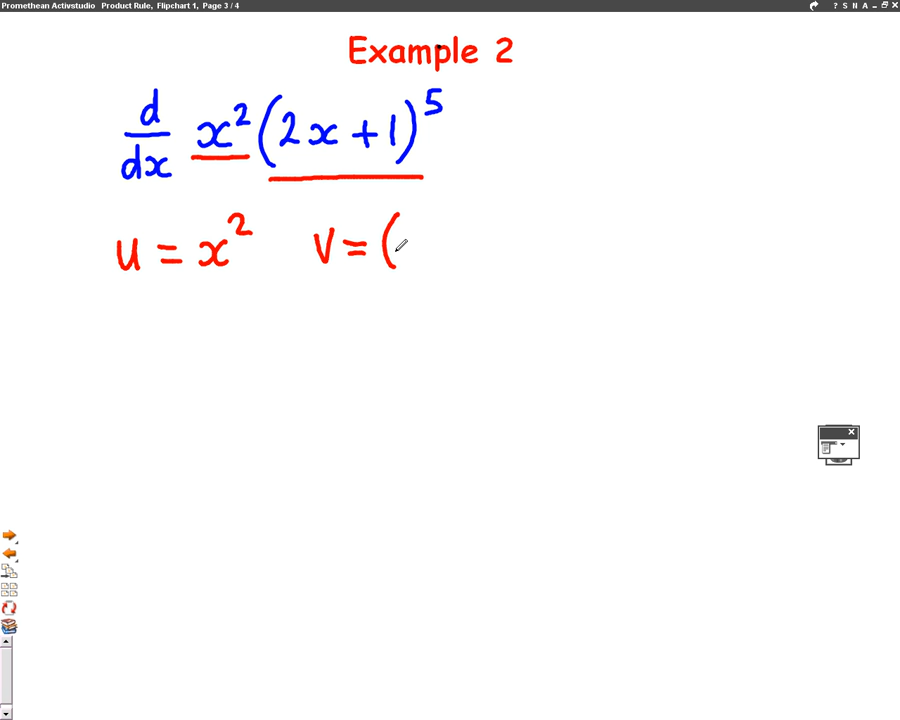 Promethean Activstudio Product Rule, Flipchart 1, Page 3 / 4
? S N A
Example 2
d/dx x²(2x+1)⁵
u = x² v = (